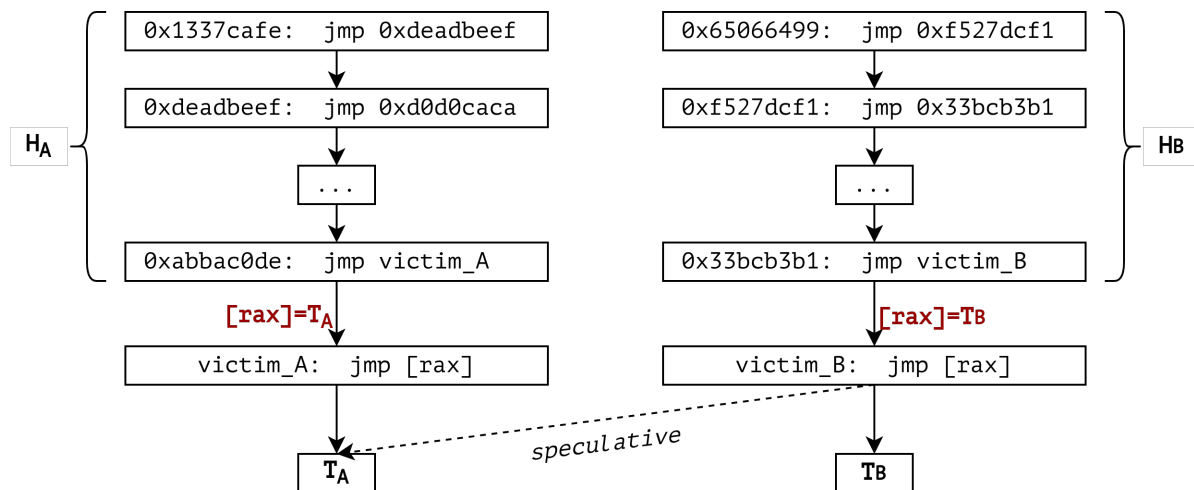 0x1337cafe: jmp 0xdeadbeef
0xdeadbeef: jmp 0xd0d0caca
...
0xabbac0de: jmp victim_A
HA
[rax]=TA
victim_A: jmp [rax]
TA
0x65066499: jmp 0xf527dcf1
0xf527dcf1: jmp 0x33bcb3b1
...
0x33bcb3b1: jmp victim_B
HB
[rax]=TB
victim_B: jmp [rax]
speculative
TB